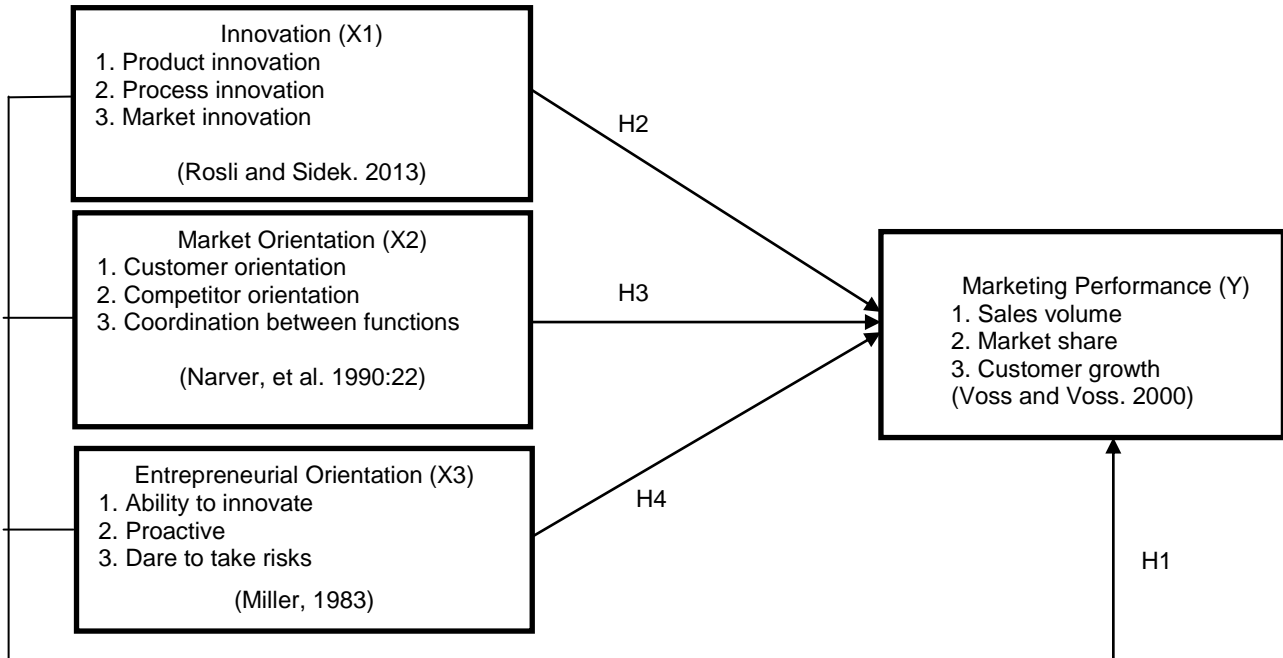 Innovation (X1)
1. Product innovation
2. Process innovation
3. Market innovation
(Rosli and Sidek. 2013)
H2
Market Orientation (X2)
1. Customer orientation
2. Competitor orientation
3. Coordination between functions
(Narver, et al. 1990:22)
H3
Marketing Performance (Y)
1. Sales volume
2. Market share
3. Customer growth
(Voss and Voss. 2000)
Entrepreneurial Orientation (X3)
1. Ability to innovate
2. Proactive
3. Dare to take risks
(Miller, 1983)
H4
H1